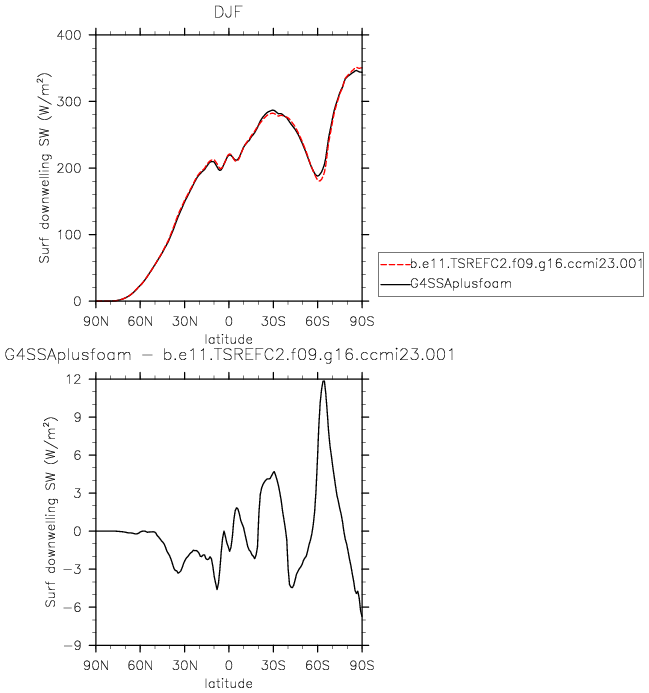 DJF
400
300
200
100
0
Surf downwelling SW (W/m²)
90N 60N 30N 0 30S 60S 90S
latitude
b.e11.TSREFC2.f09.g16.ccmi23.001
G4SSAplusfoam
G4SSAplusfoam − b.e11.TSREFC2.f09.g16.ccmi23.001
12
9
6
3
0
−3
−6
−9
Surf downwelling SW (W/m²)
90N 60N 30N 0 30S 60S 90S
latitude